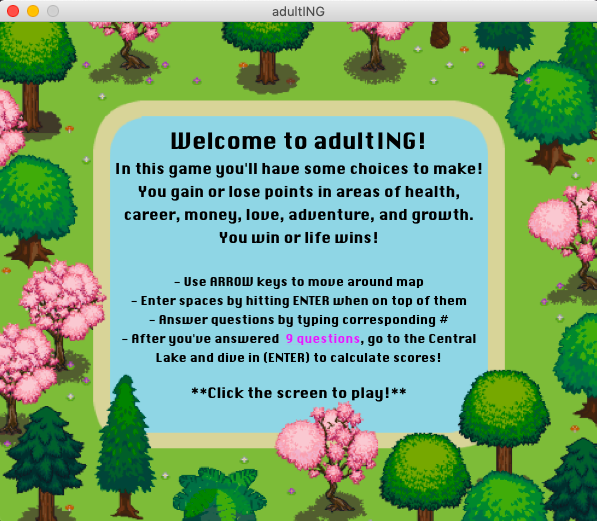 adultING
Welcome to adultING!
In this game you'll have some choices to make!
You gain or lose points in areas of health,
career, money, love, adventure, and growth.
You win or life wins!
- Use ARROW keys to move around map
- Enter spaces by hitting ENTER when on top of them
- Answer questions by typing corresponding #
- After you've answered 9 questions, go to the Central
Lake and dive in (ENTER) to calculate scores!
**Click the screen to play!**